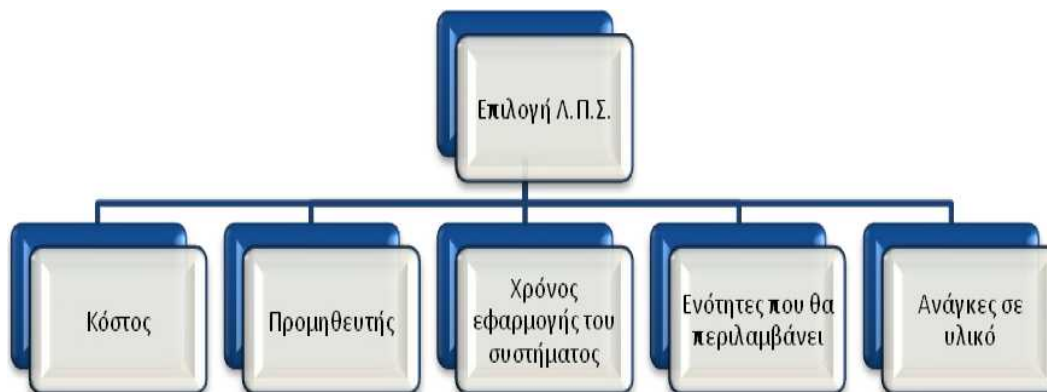 Επιλογή Λ.Π.Σ.
Κόστος
Προμηθευτής
Χρόνος
εφαρμογής του
συστήματος
Ενότητες που θα
περιλαμβάνει
Ανάγκες σε
υλικό